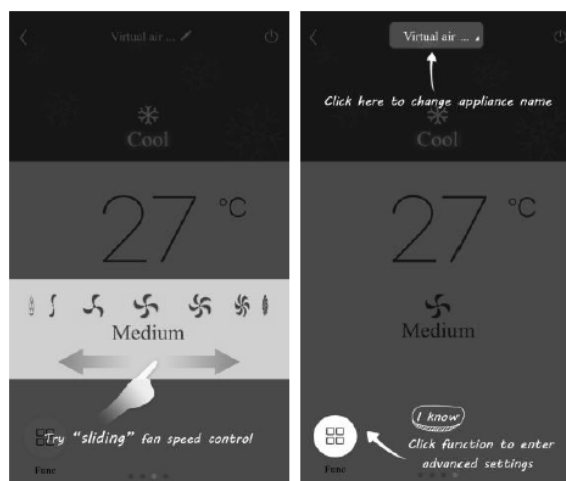 Virtual air ...
Cool
27 °C
Medium
Try "sliding" fan speed control
Func
Virtual air ...
Click here to change appliance name
Cool
27 °C
Medium
I know
Click function to enter
advanced settings
Func